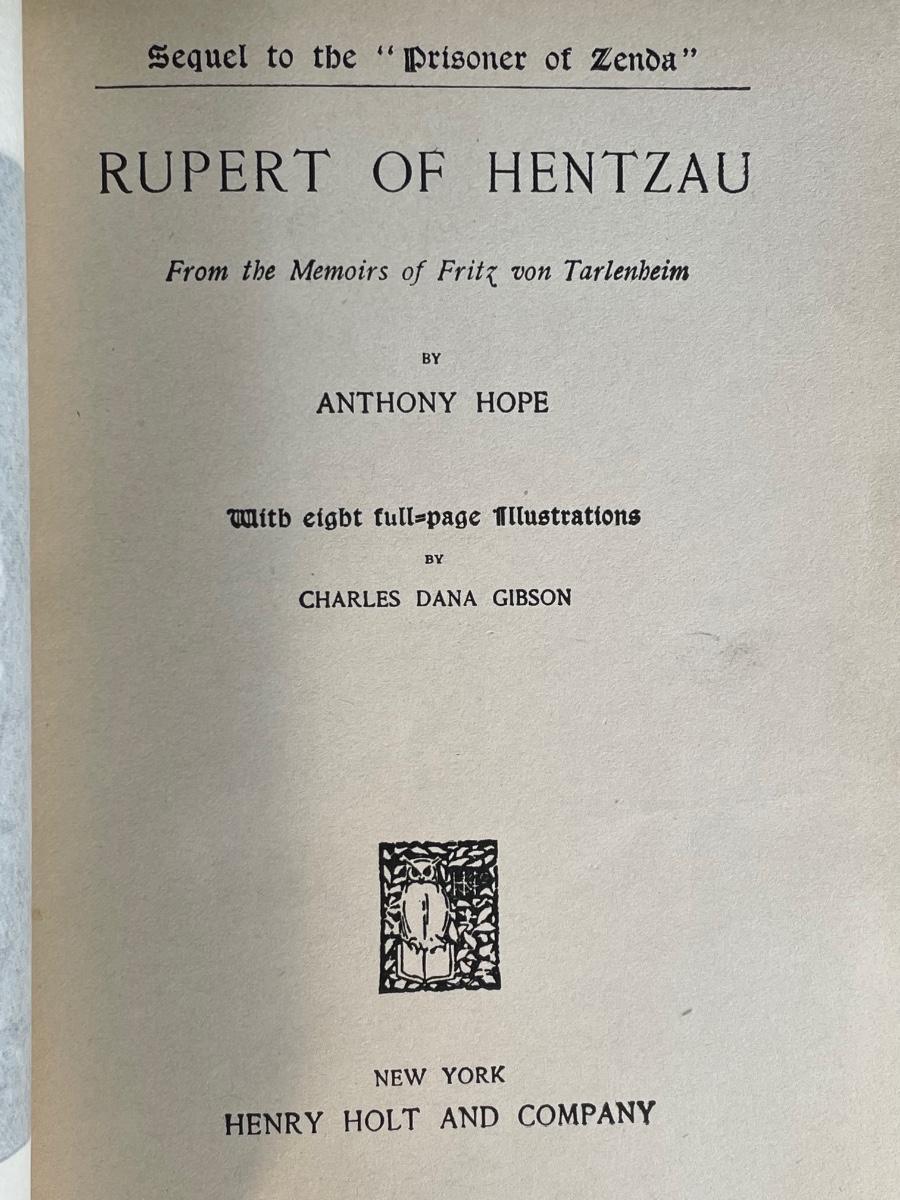 Sequel to the “Prisoner of Zenda”
RUPERT OF HENTZAU
From the Memoirs of Fritz von Tarlenheim
BY
ANTHONY HOPE
With eight full=page Illustrations
BY
CHARLES DANA GIBSON
NEW YORK
HENRY HOLT AND COMPANY